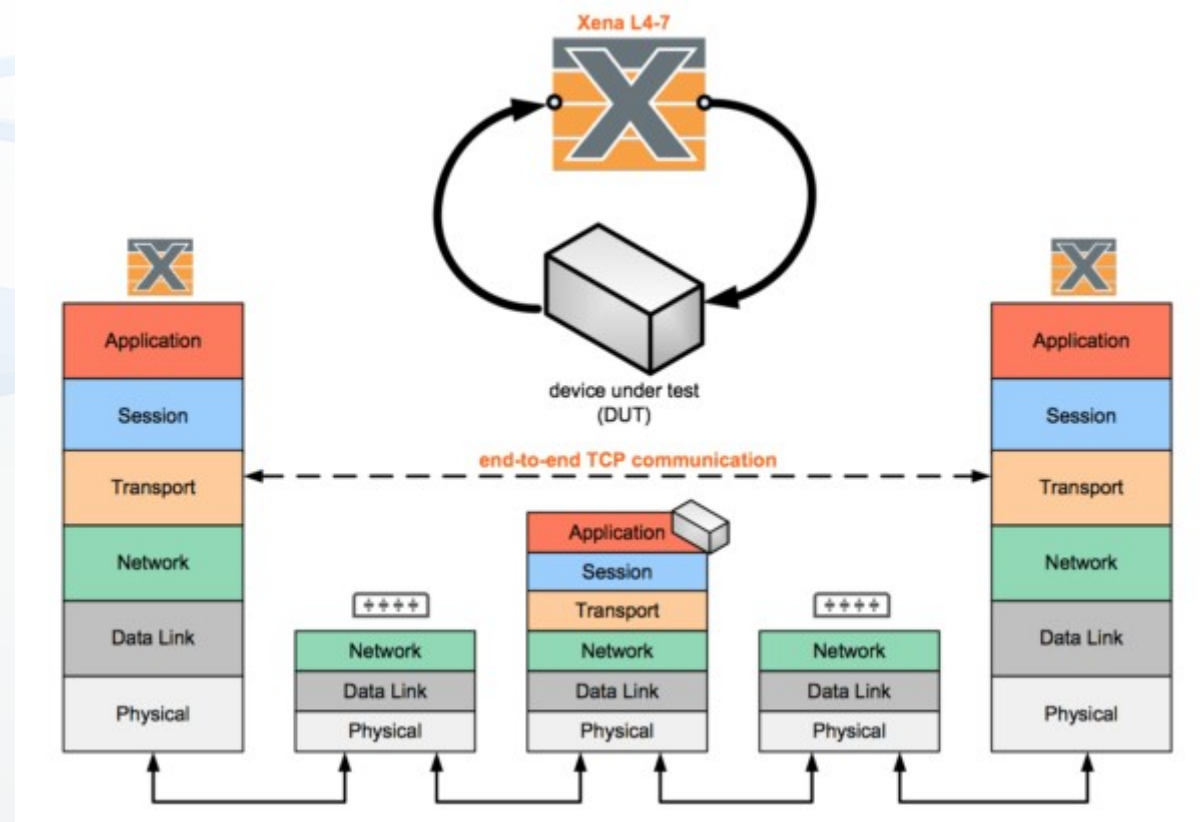 Xena L4-7
X
device under test
(DUT)
X
Application
Session
Transport
Network
Data Link
Physical
X
Application
Session
Transport
Network
Data Link
Physical
end-to-end TCP communication
Network
Data Link
Physical
Application
Session
Transport
Network
Data Link
Physical
Network
Data Link
Physical